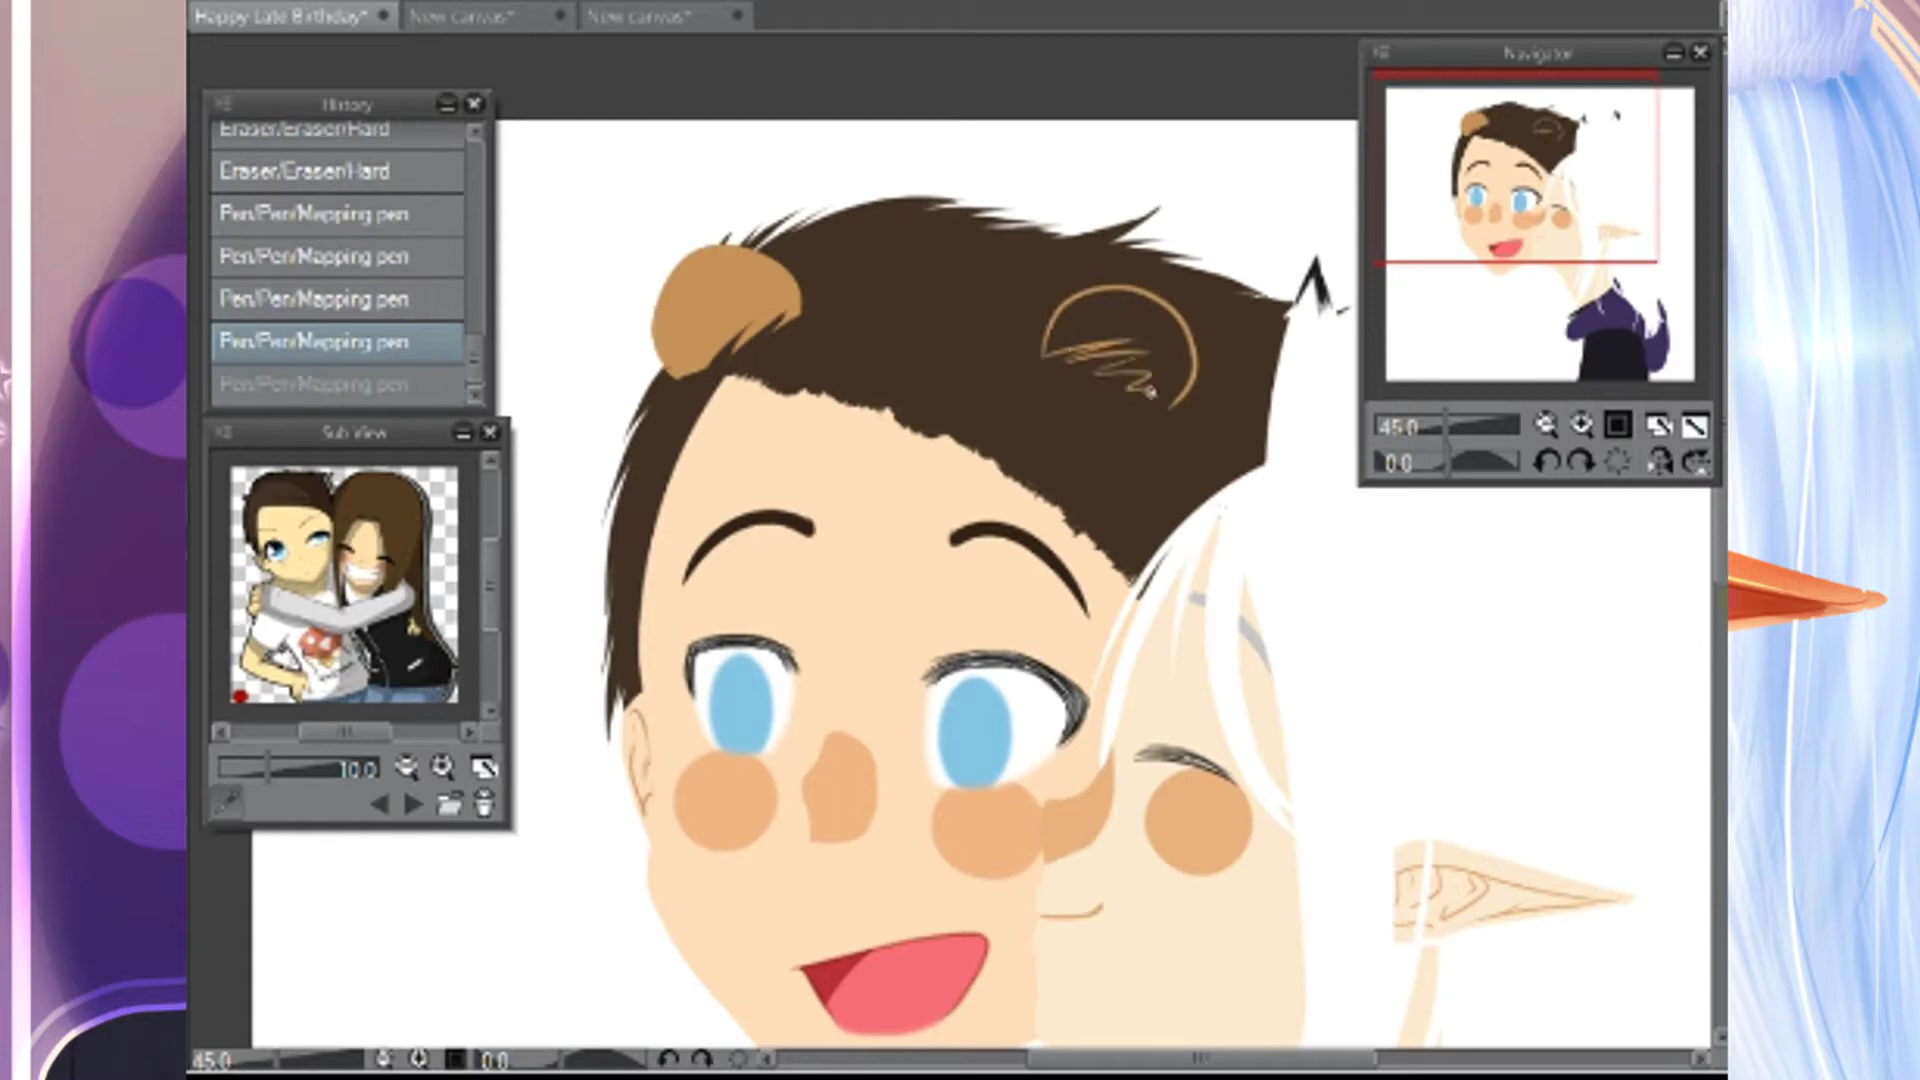 Happy Late Birthday*
New canvas*
New canvas*
Navigator
History
Eraser/Eraser/Hard
Eraser/Eraser/Hard
Pen/Pen/Mapping pen
Pen/Pen/Mapping pen
Pen/Pen/Mapping pen
Pen/Pen/Mapping pen
Pen/Pen/Mapping pen
45.0
0.0
Sub View
10.0
45.0
0.0